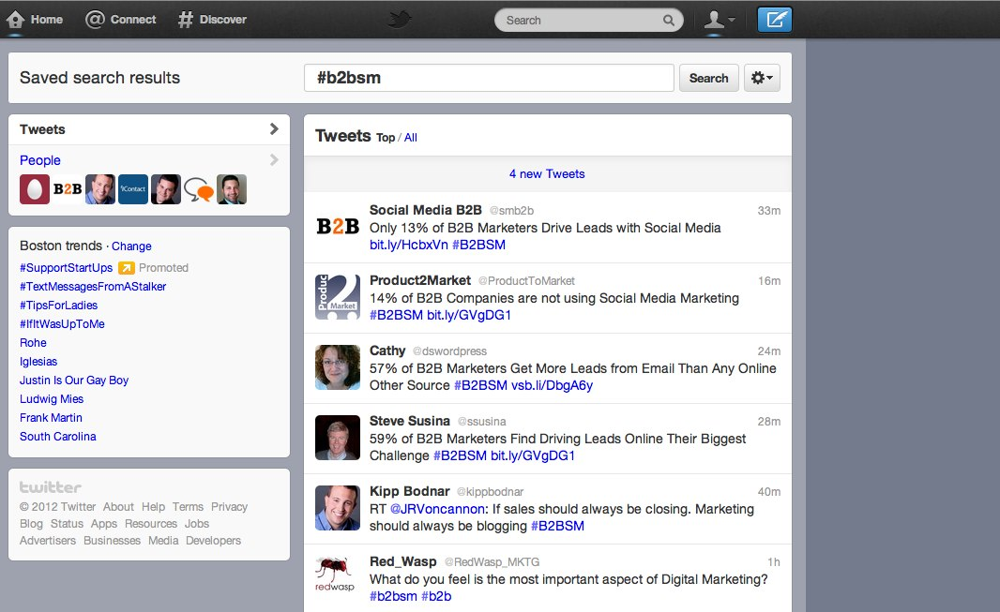 Home @ Connect # Discover Search
Saved search results #b2bsm Search
Tweets
People
B2B iContact
Boston trends · Change
#SupportStartUps Promoted
#TextMessagesFromAStalker
#TipsForLadies
#IfItWasUpToMe
Rohe
Iglesias
Justin Is Our Gay Boy
Ludwig Mies
Frank Martin
South Carolina
twitter
© 2012 Twitter About Help Terms Privacy
Blog Status Apps Resources Jobs
Advertisers Businesses Media Developers
Tweets Top / All
4 new Tweets
B2B
Social Media B2B @smb2b 33m
Only 13% of B2B Marketers Drive Leads with Social Media
bit.ly/HcbxVn #B2BSM
Produc 2 Market
Product2Market @ProductToMarket 16m
14% of B2B Companies are not using Social Media Marketing
#B2BSM bit.ly/GVgDG1
Cathy @dswordpress 24m
57% of B2B Marketers Get More Leads from Email Than Any Online
Other Source #B2BSM vsb.li/DbgA6y
Steve Susina @ssusina 28m
59% of B2B Marketers Find Driving Leads Online Their Biggest
Challenge #B2BSM bit.ly/GVgDG1
Kipp Bodnar @kippbodnar 40m
RT @JRVoncannon: If sales should always be closing. Marketing
should always be blogging #B2BSM
redwasp
Red_Wasp @RedWasp_MKTG 1h
What do you feel is the most important aspect of Digital Marketing?
#b2bsm #b2b